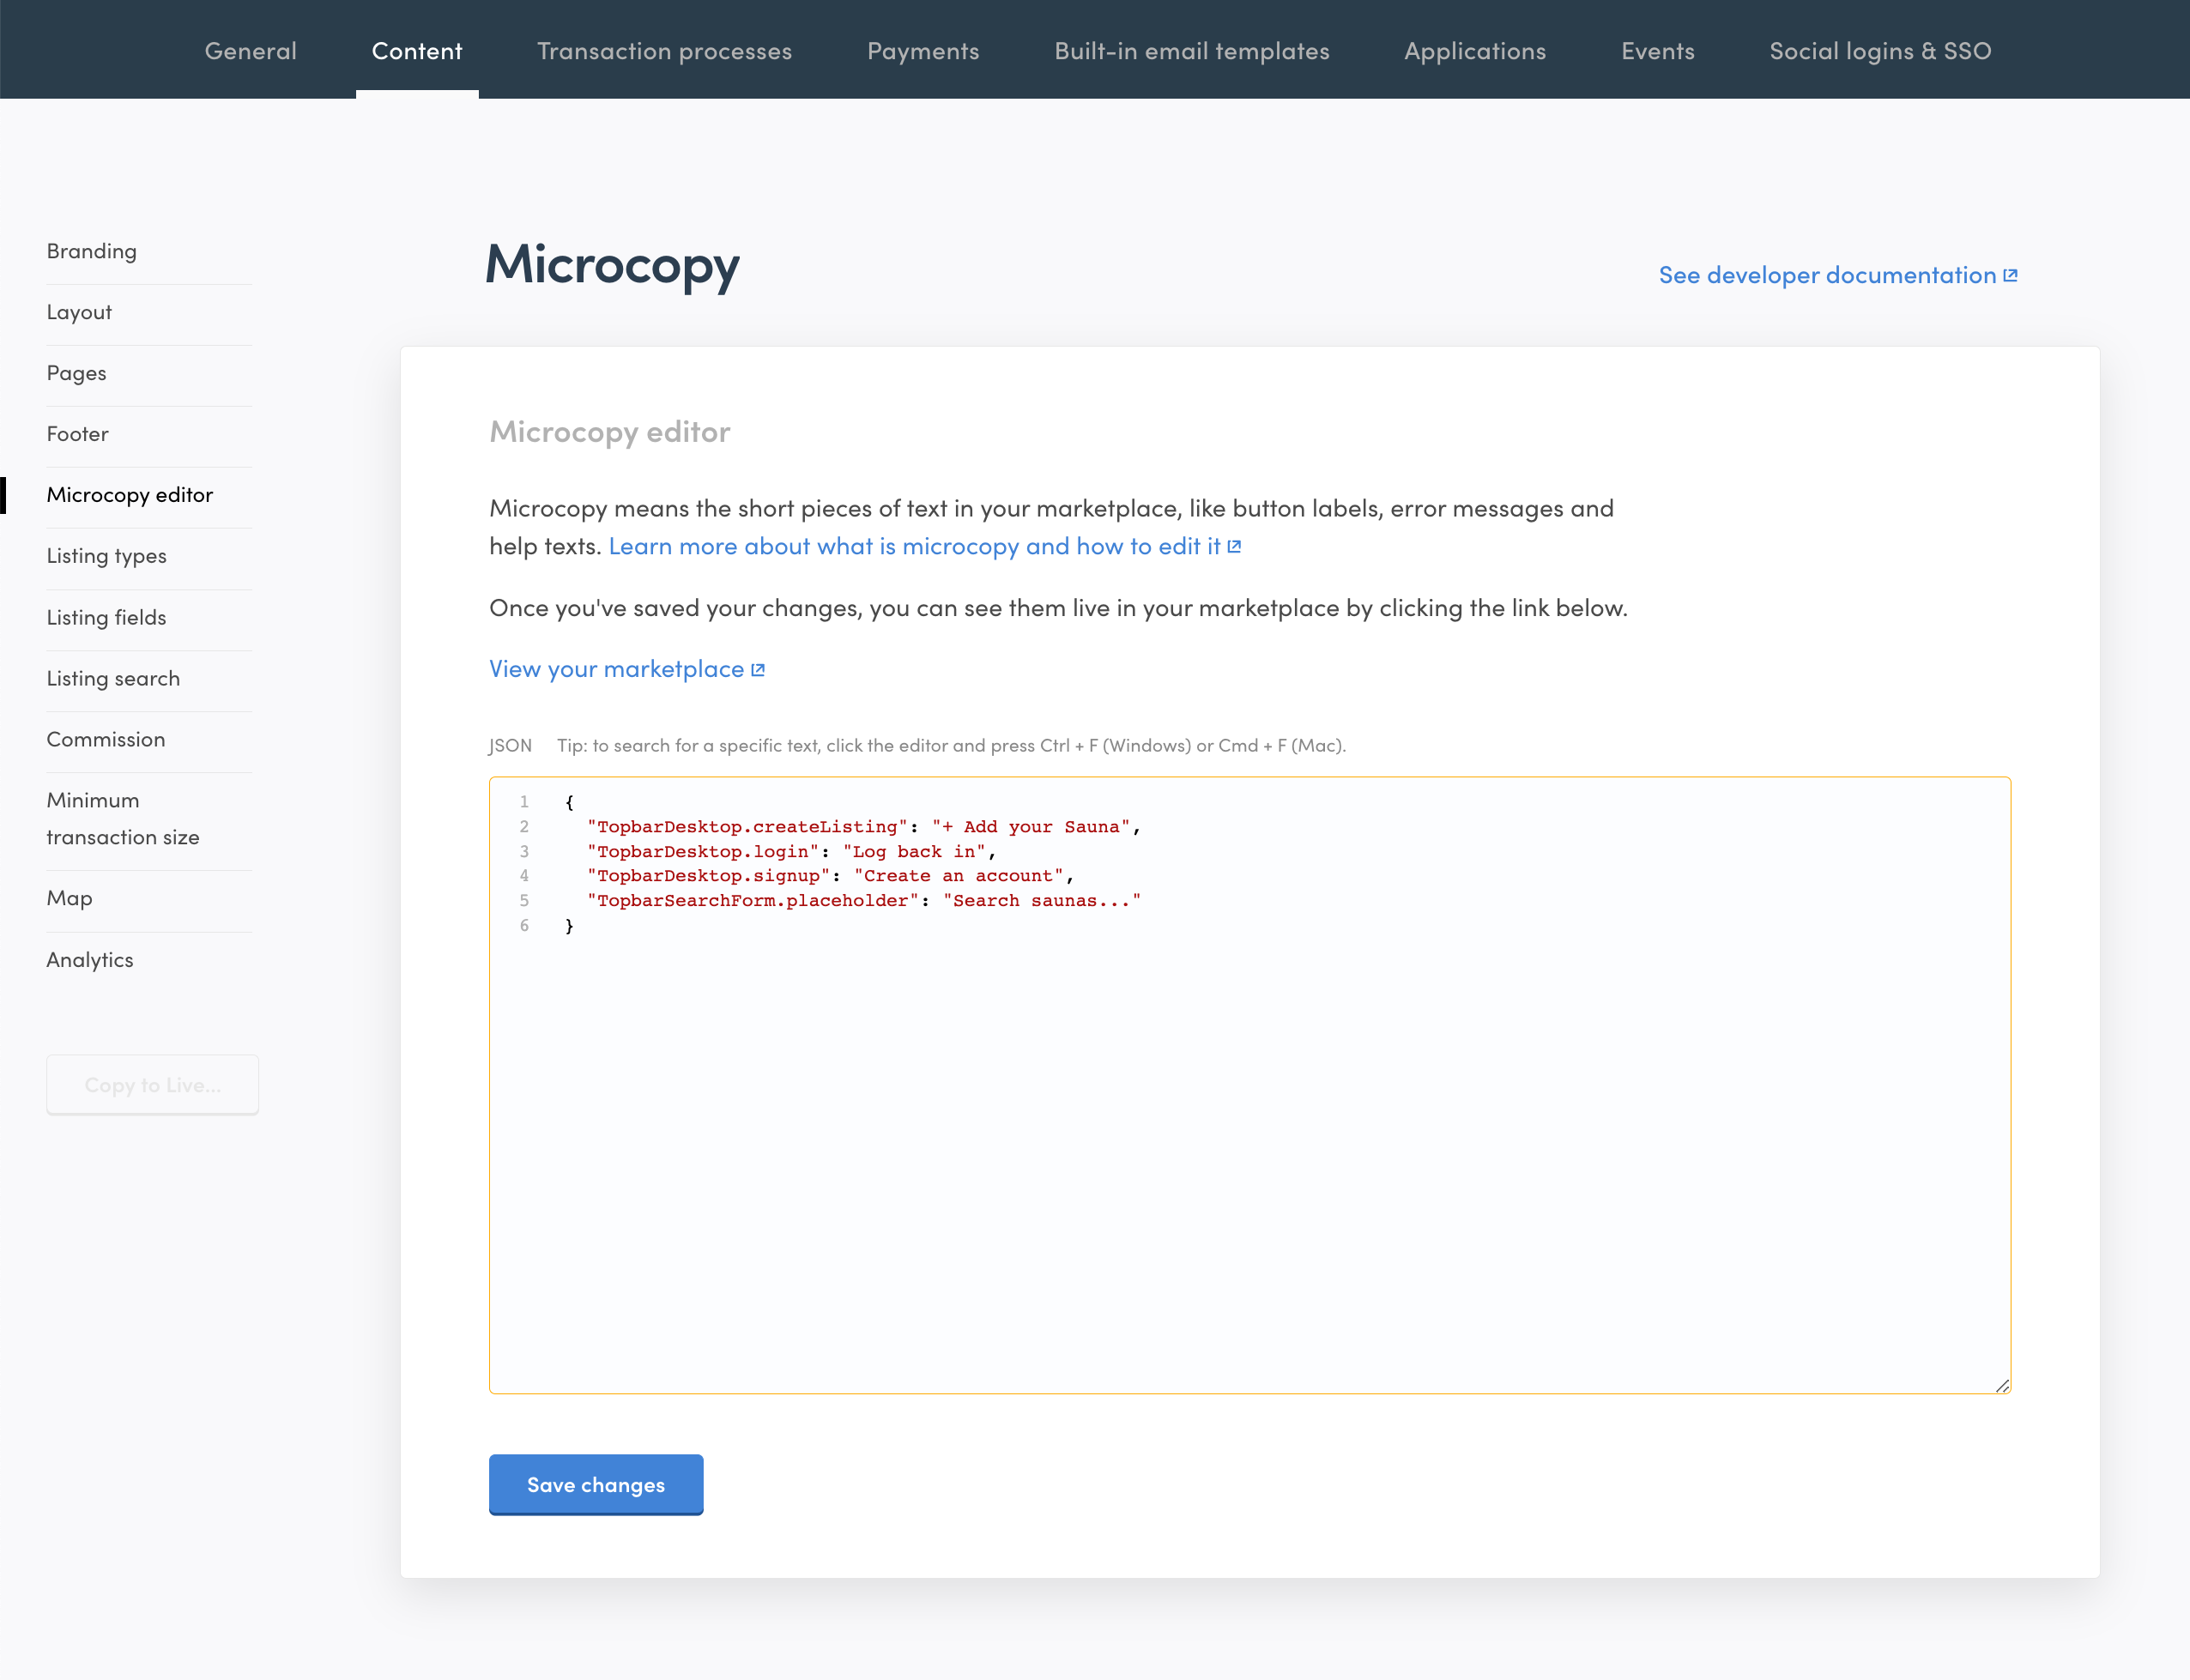 General Content Transaction processes Payments Built-in email templates Applications Events Social logins & SSO
Branding
Layout
Pages
Footer
Microcopy editor
Listing types
Listing fields
Listing search
Commission
Minimum
transaction size
Map
Analytics
Copy to Live...
Microcopy
See developer documentation
Microcopy editor
Microcopy means the short pieces of text in your marketplace, like button labels, error messages and
help texts. Learn more about what is microcopy and how to edit it
Once you've saved your changes, you can see them live in your marketplace by clicking the link below.
View your marketplace
JSON Tip: to search for a specific text, click the editor and press Ctrl + F (Windows) or Cmd + F (Mac).
1 {
2 "TopbarDesktop.createListing": "+ Add your Sauna",
3 "TopbarDesktop.login": "Log back in",
4 "TopbarDesktop.signup": "Create an account",
5 "TopbarSearchForm.placeholder": "Search saunas..."
6 }
Save changes